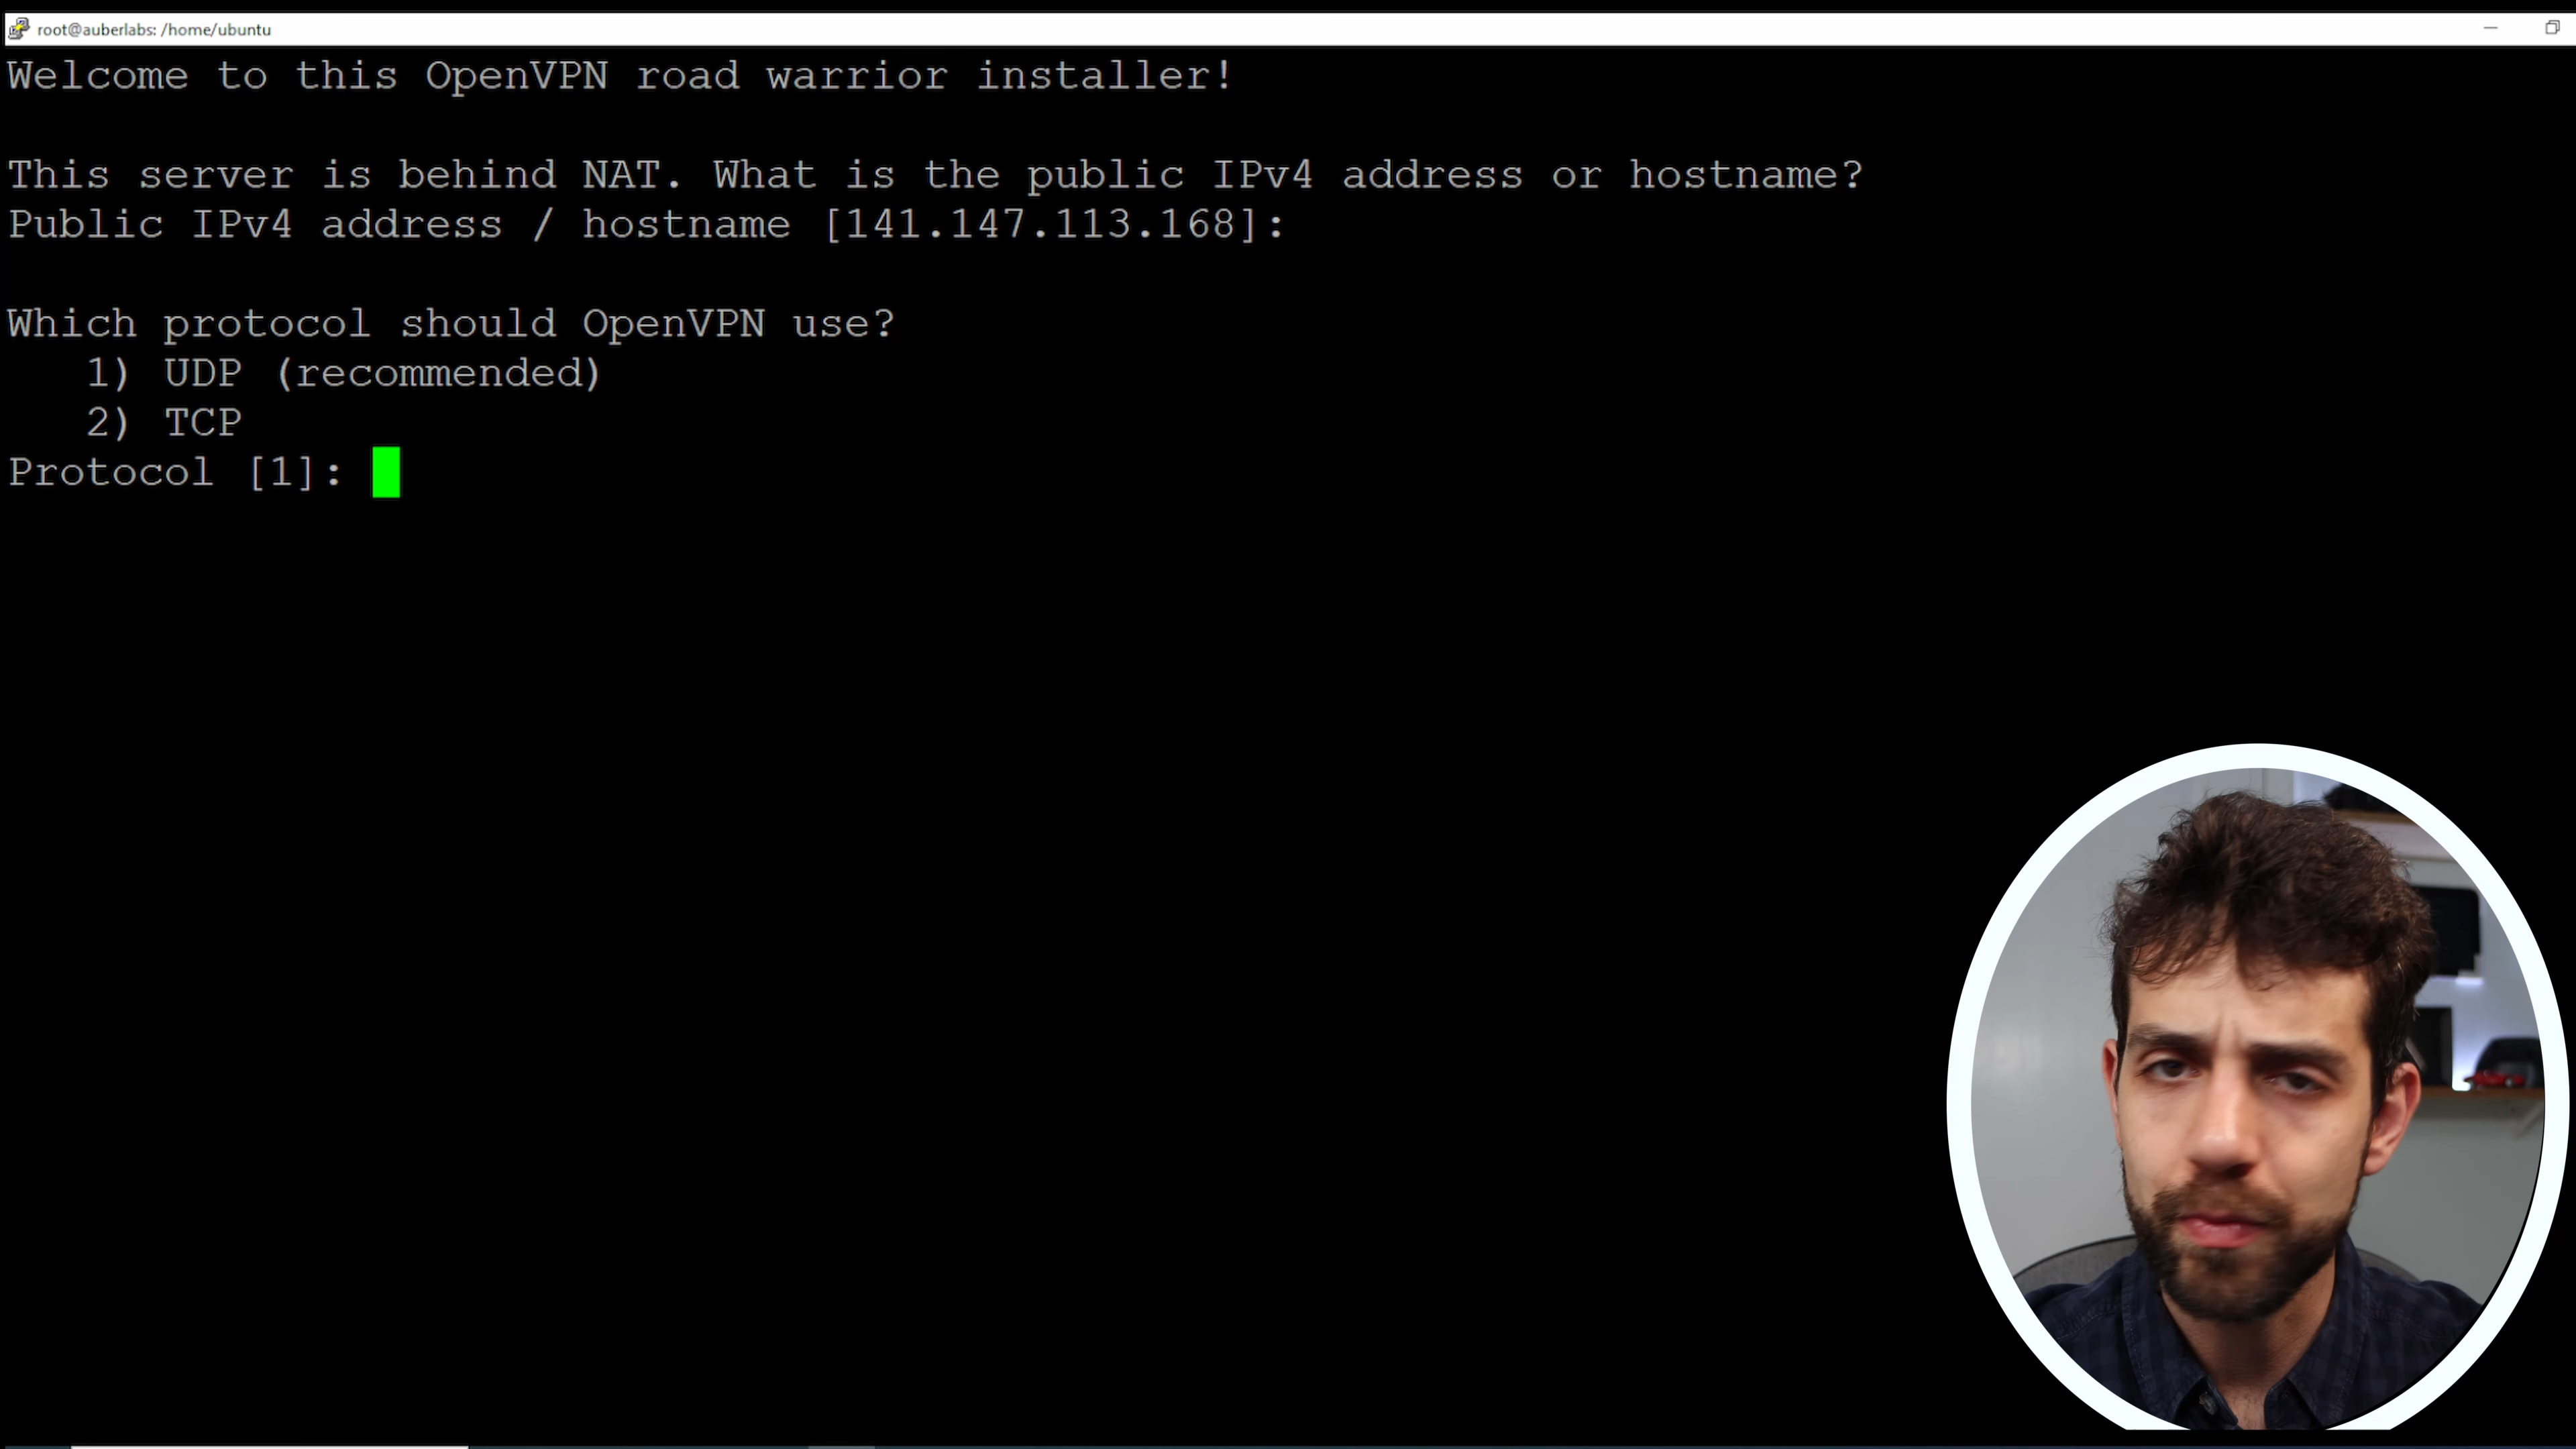 root@auberlabs: /home/ubuntu
Welcome to this OpenVPN road warrior installer!
This server is behind NAT. What is the public IPv4 address or hostname?
Public IPv4 address / hostname [141.147.113.168]:
Which protocol should OpenVPN use?
1) UDP (recommended)
2) TCP
Protocol [1]: